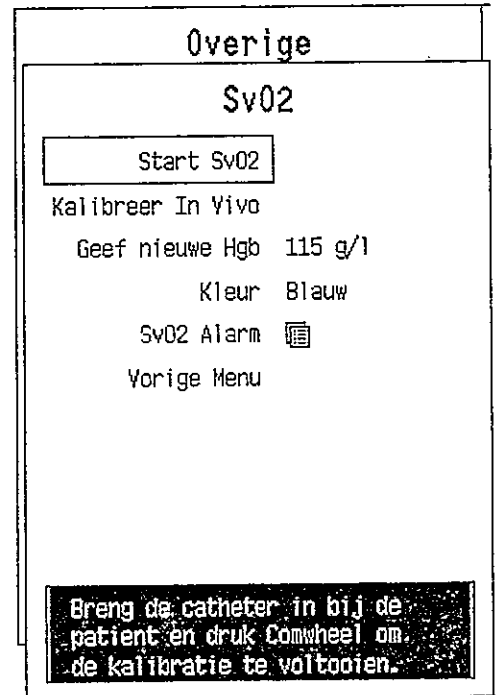 Overige
SvO2
Start SvO2
Kalibreer In Vivo
Geef nieuwe Hgb 115 g/l
Kleur Blauw
SvO2 Alarm
Vorige Menu
Breng de catheter in bij de
patient en druk Comwheel om
de kalibratie te voltooien.